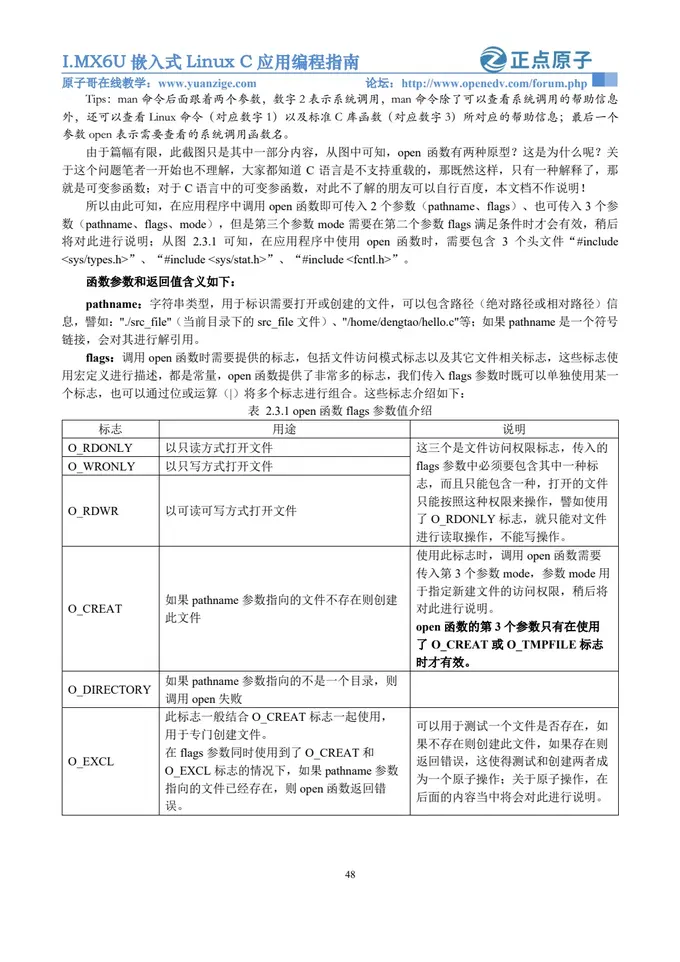 I.MX6U 嵌入式 Linux C 应用编程指南
正点原子
原子哥在线教学：www.yuanzige.com
论坛：http://www.openedv.com/forum.php
Tips：man 命令后面跟着两个参数，数字 2 表示系统调用，man 命令除了可以查看系统调用的帮助信息
外，还可以查看 Linux 命令（对应数字 1）以及标准 C 库函数（对应数字 3）所对应的帮助信息；最后一个
参数 open 表示需要查看的系统调用函数名。
由于篇幅有限，此截图只是其中一部分内容，从图中可知，open 函数有两种原型？这是为什么呢？关
于这个问题笔者一开始也不理解，大家都知道 C 语言是不支持重载的，那既然这样，只有一种解释了，那
就是可变参函数；对于 C 语言中的可变参函数，对此不了解的朋友可以自行百度，本文档不作说明！
所以由此可知，在应用程序中调用 open 函数即可传入 2 个参数（pathname、flags）、也可传入 3 个参
数（pathname、flags、mode），但是第三个参数 mode 需要在第二个参数 flags 满足条件时才会有效，稍后
将对此进行说明；从图 2.3.1 可知，在应用程序中使用 open 函数时，需要包含 3 个头文件“#include
<sys/types.h>”、“#include <sys/stat.h>”、“#include <fcntl.h>”。
函数参数和返回值含义如下：
pathname：字符串类型，用于标识需要打开或创建的文件，可以包含路径（绝对路径或相对路径）信
息，譬如："./src_file"（当前目录下的 src_file 文件）、"/home/dengtao/hello.c"等；如果 pathname 是一个符号
链接，会对其进行解引用。
flags：调用 open 函数时需要提供的标志，包括文件访问模式标志以及其它文件相关标志，这些标志使
用宏定义进行描述，都是常量，open 函数提供了非常多的标志，我们传入 flags 参数时既可以单独使用某一
个标志，也可以通过位或运算（|）将多个标志进行组合。这些标志介绍如下：
表 2.3.1 open 函数 flags 参数值介绍
标志
用途
说明
O_RDONLY
以只读方式打开文件
O_WRONLY
以只写方式打开文件
O_RDWR
以可读可写方式打开文件
这三个是文件访问权限标志，传入的
flags 参数中必须要包含其中一种标
志，而且只能包含一种，打开的文件
只能按照这种权限来操作，譬如使用
了 O_RDONLY 标志，就只能对文件
进行读取操作，不能写操作。
O_CREAT
如果 pathname 参数指向的文件不存在则创建
此文件
使用此标志时，调用 open 函数需要
传入第 3 个参数 mode，参数 mode 用
于指定新建文件的访问权限，稍后将
对此进行说明。
open 函数的第 3 个参数只有在使用
了 O_CREAT 或 O_TMPFILE 标志
时才有效。
O_DIRECTORY
如果 pathname 参数指向的不是一个目录，则
调用 open 失败
O_EXCL
此标志一般结合 O_CREAT 标志一起使用，
用于专门创建文件。
在 flags 参数同时使用到了 O_CREAT 和
O_EXCL 标志的情况下，如果 pathname 参数
指向的文件已经存在，则 open 函数返回错
误。
可以用于测试一个文件是否存在，如
果不存在则创建此文件，如果存在则
返回错误，这使得测试和创建两者成
为一个原子操作；关于原子操作，在
后面的内容当中将会对此进行说明。
48